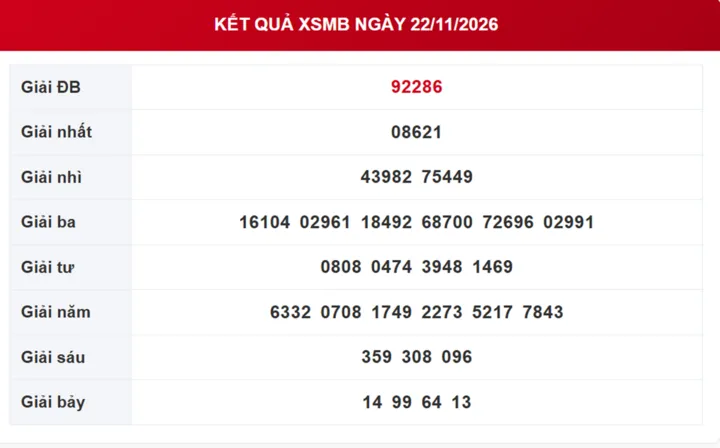 KẾT QUẢ XSMB NGÀY 22/11/2026
Giải ĐB 92286
Giải nhất 08621
Giải nhì 43982 75449
Giải ba 16104 02961 18492 68700 72696 02991
Giải tư 0808 0474 3948 1469
Giải năm 6332 0708 1749 2273 5217 7843
Giải sáu 359 308 096
Giải bảy 14 99 64 13